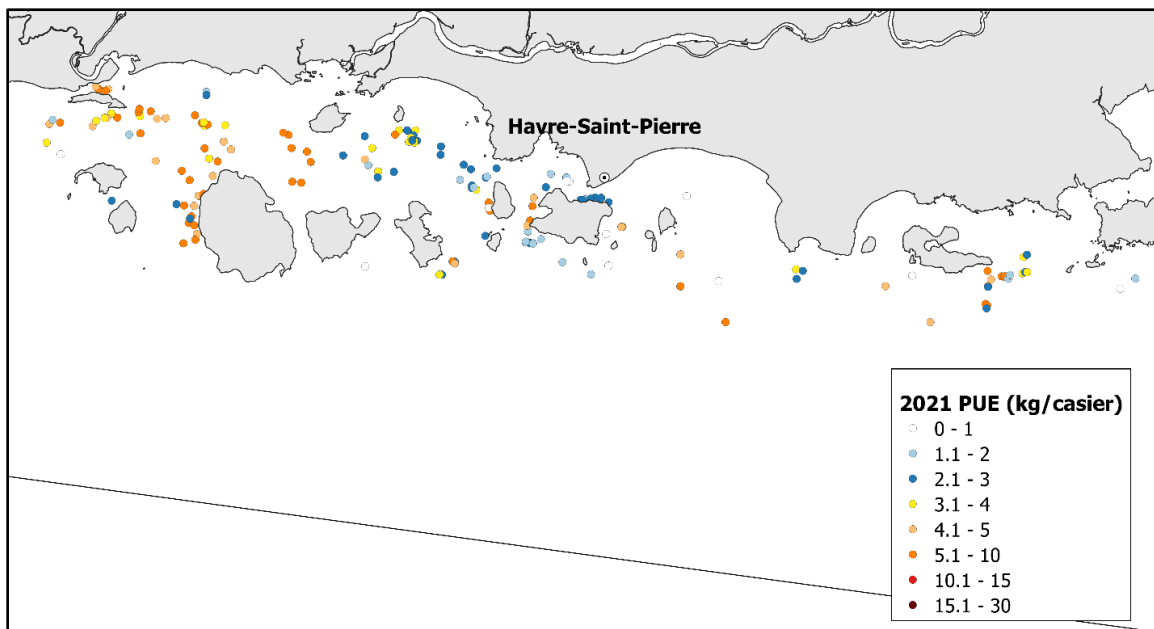 Havre-Saint-Pierre
2021 PUE (kg/casier)
0 - 1
1.1 - 2
2.1 - 3
3.1 - 4
4.1 - 5
5.1 - 10
10.1 - 15
15.1 - 30